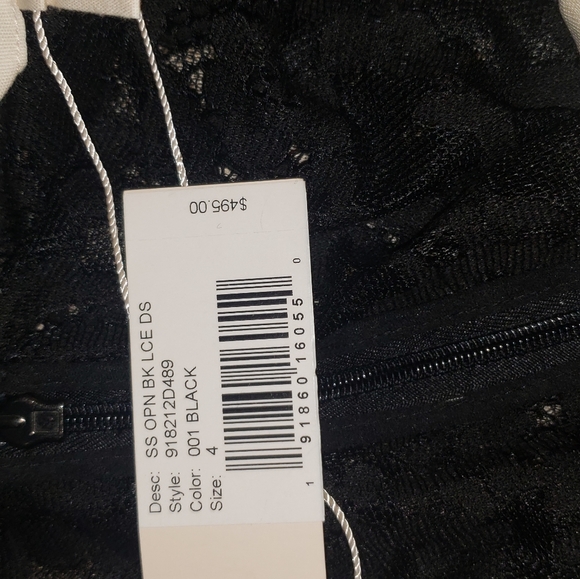 $495.00
Desc: SS OPN BK LCE DS
Style: 918212D489
Color: 001 BLACK
Size: 4
1 91860 16055 0